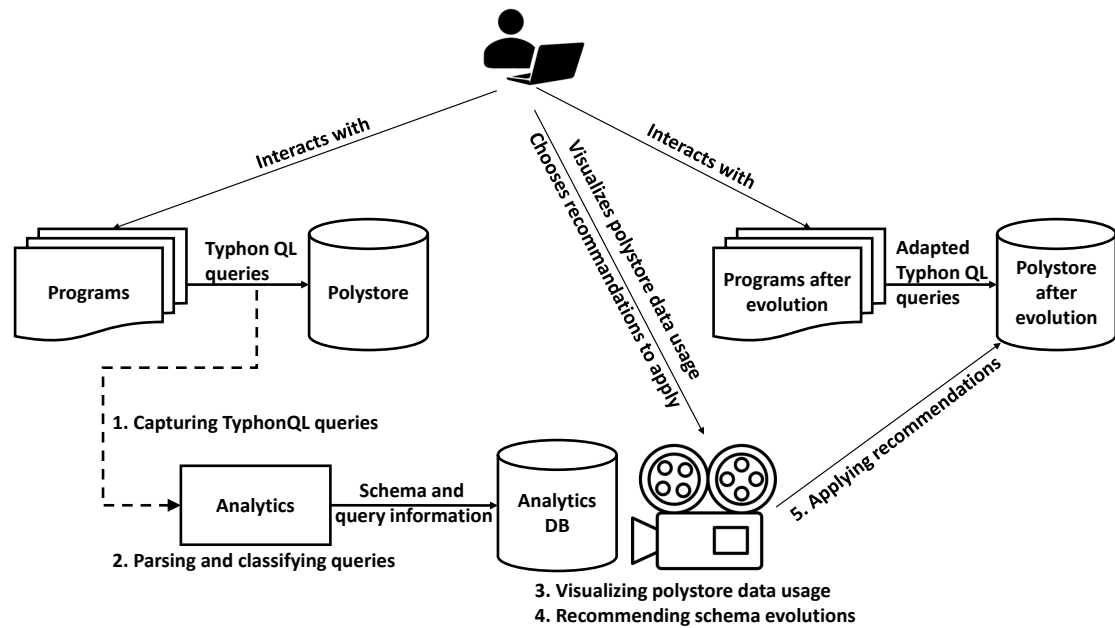 Interacts with
Visualizes polystore data usage
Chooses recommandations to apply
Interacts with
Programs
Typhon QL
queries
Polystore
Programs after
evolution
Adapted
Typhon QL
queries
Polystore
after
evolution
1. Capturing TyphonQL queries
Analytics
Schema and
query information
Analytics
DB
5. Applying recommendations
2. Parsing and classifying queries
3. Visualizing polystore data usage
4. Recommending schema evolutions